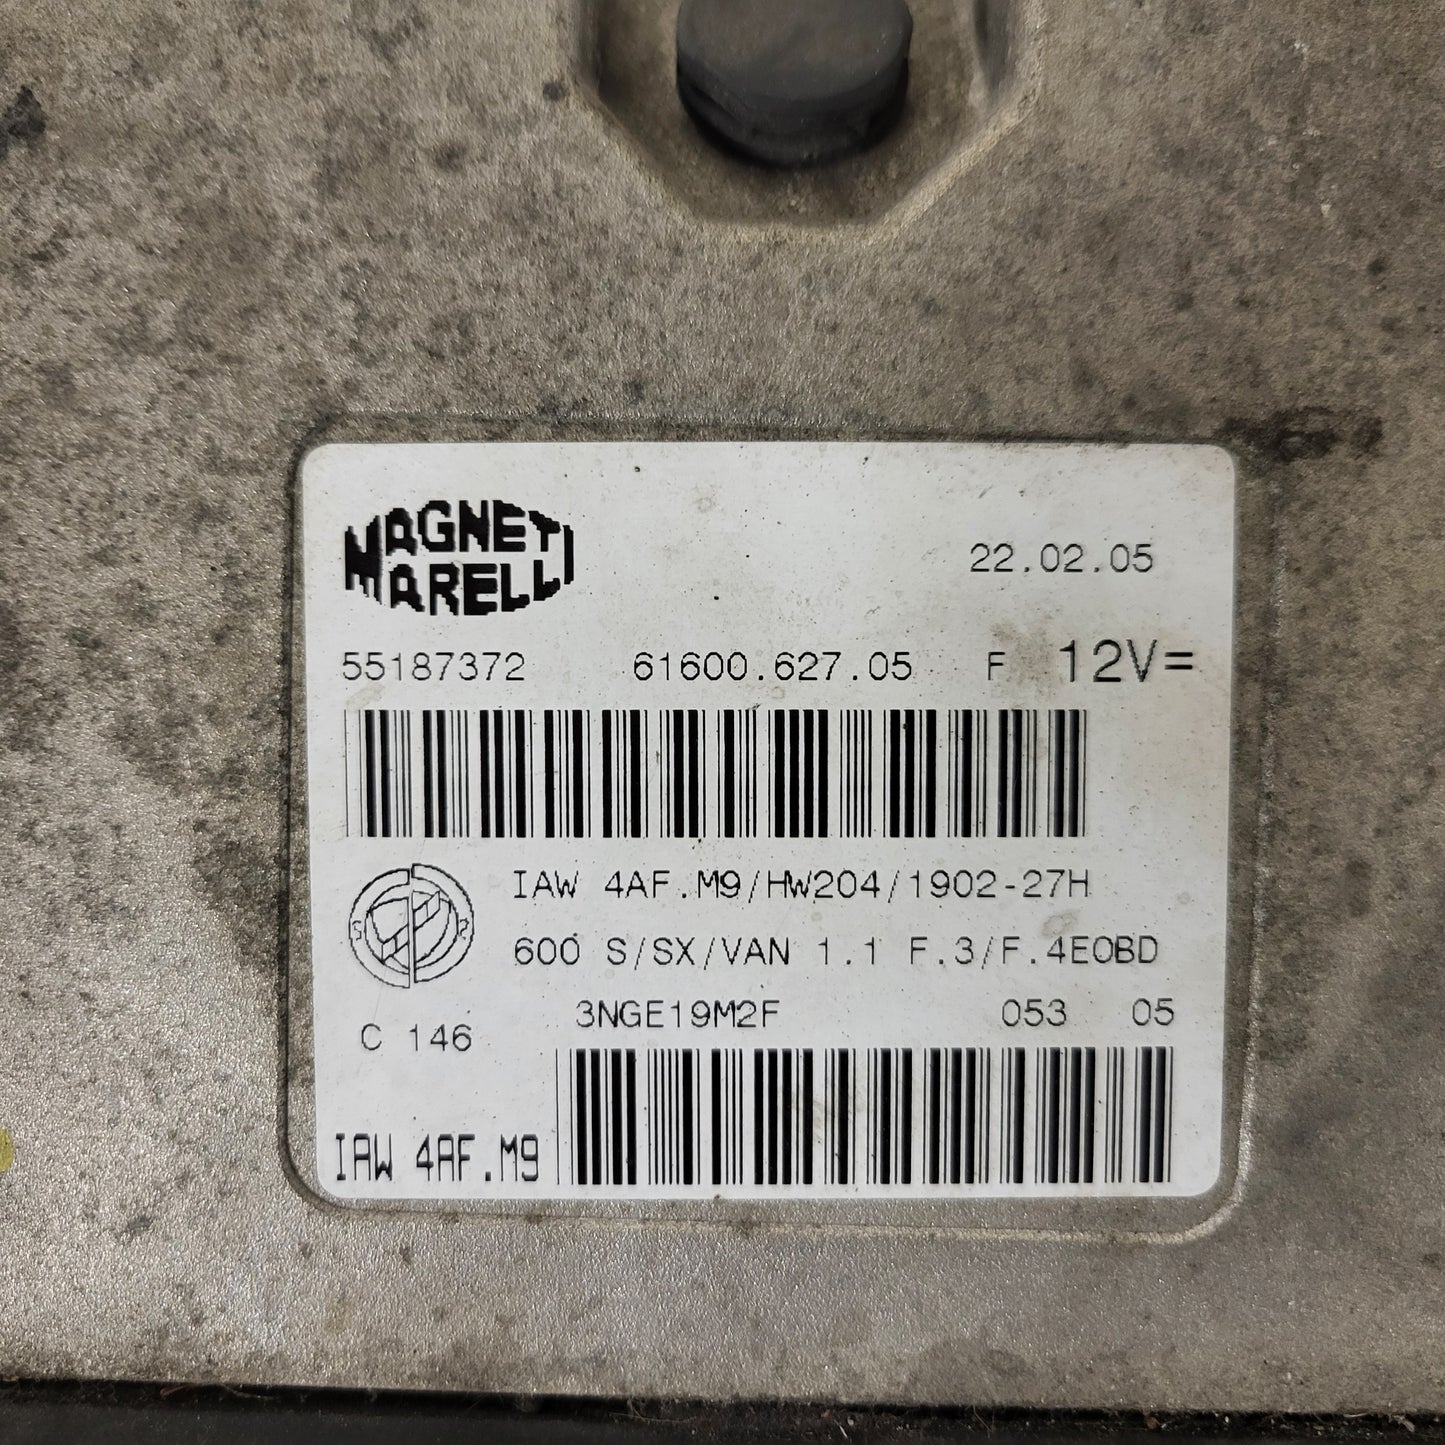 MAGNETI
MARELLI
22.02.05
55187372 61600.627.05 F 12V=
IAW 4AF.M9/HW204/1902-27H
600 S/SX/VAN 1.1 F.3/F.4EOBD
3NGE19M2F 053 05
C 146
IAW 4AF.M9